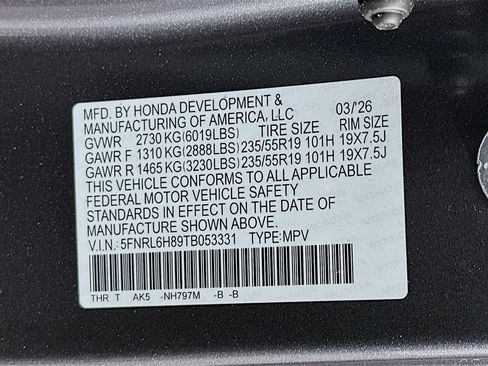 MFD. BY HONDA DEVELOPMENT &
MANUFACTURING OF AMERICA, LLC 03/'26
GVWR 2730 KG(6019LBS) TIRE SIZE RIM SIZE
GAWR F 1310 KG(2888LBS) 235/55R19 101H 19X7.5J
GAWR R 1465 KG(3230LBS) 235/55R19 101H 19X7.5J
THIS VEHICLE CONFORMS TO ALL APPLICABLE
FEDERAL MOTOR VEHICLE SAFETY
STANDARDS IN EFFECT ON THE DATE OF
MANUFACTURE SHOWN ABOVE.
V.I.N.: 5FNRL6H89TB053331 TYPE:MPV
THR T AK5 -NH797M -B -B